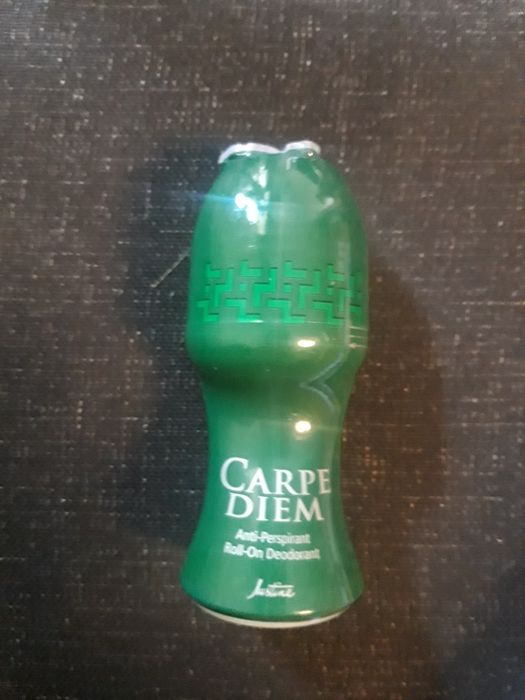 CARPE
DIEM
Anti-Perspirant
Roll-On Deodorant
Justine